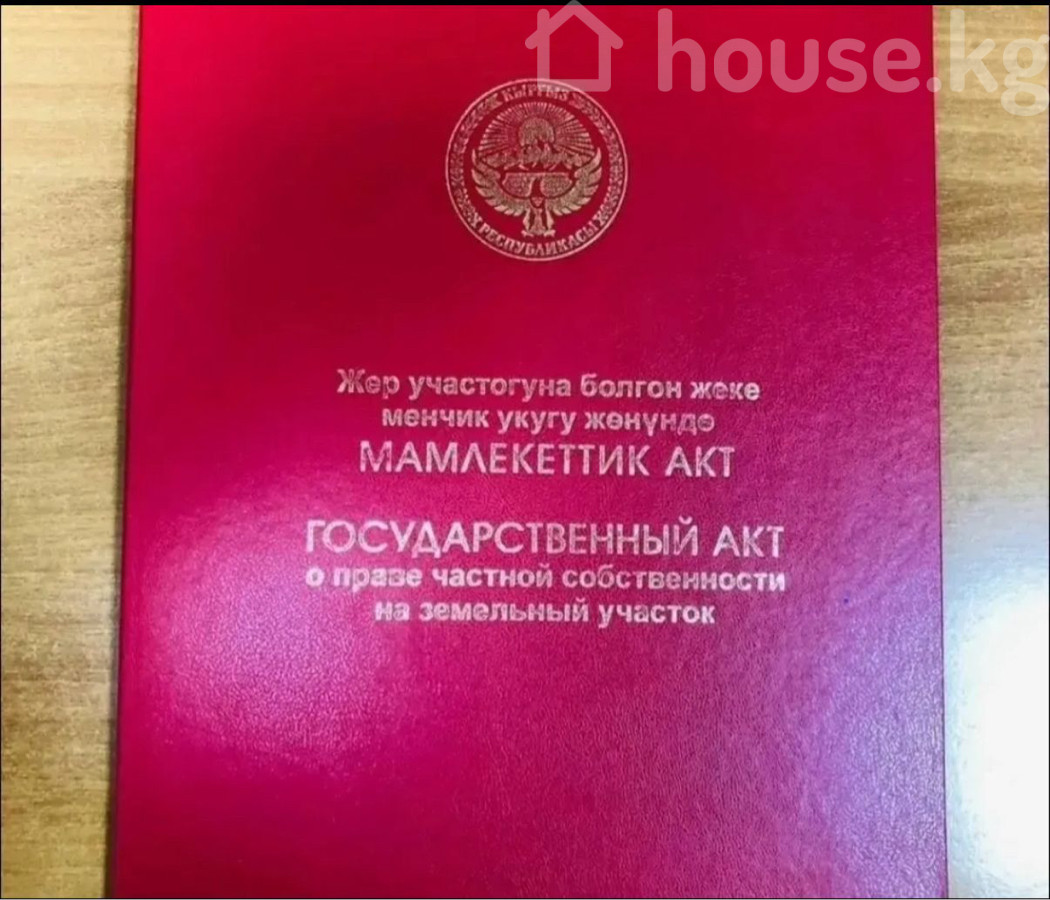 house.kg
КЫРГЫЗ
РЕСПУБЛИКАСЫ
Жер участогуна болгон жеке
менчик укугу жөнүндө
МАМЛЕКЕТТИК АКТ
ГОСУДАРСТВЕННЫЙ АКТ
о праве частной собственности
на земельный участок